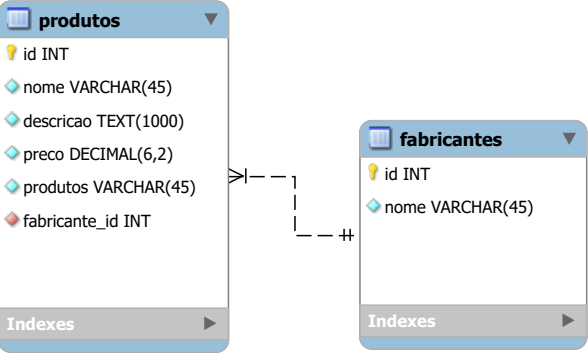 produtos
id INT
nome VARCHAR(45)
descricao TEXT(1000)
preco DECIMAL(6,2)
produtos VARCHAR(45)
fabricante_id INT
Indexes
fabricantes
id INT
nome VARCHAR(45)
Indexes